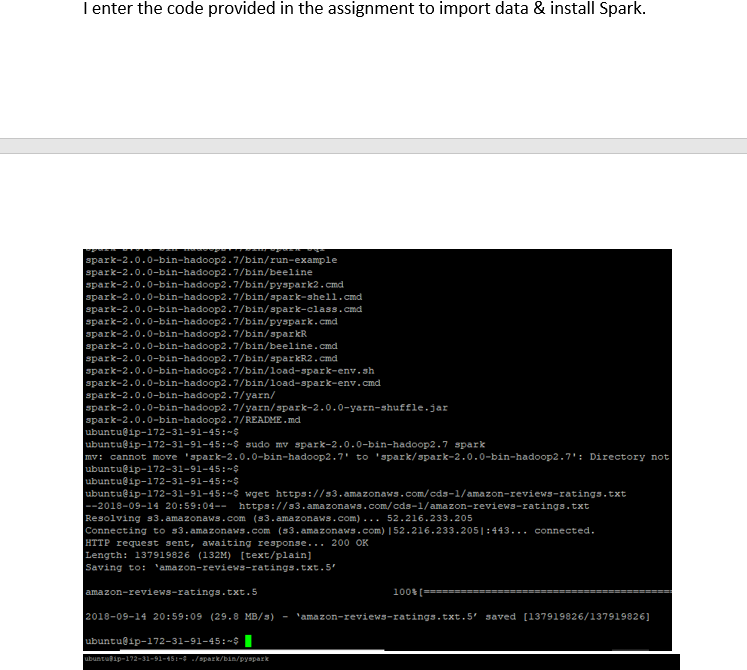 I enter the code provided in the assignment to import data & install Spark.
spark-2.0.0-bin-hadoop2.7/bin/run-example
spark-2.0.0-bin-hadoop2.7/bin/beeline
spark-2.0.0-bin-hadoop2.7/bin/pyspark2.cmd
spark-2.0.0-bin-hadoop2.7/bin/spark-shell.cmd
spark-2.0.0-bin-hadoop2.7/bin/spark-class.cmd
spark-2.0.0-bin-hadoop2.7/bin/pyspark.cmd
spark-2.0.0-bin-hadoop2.7/bin/sparkR
spark-2.0.0-bin-hadoop2.7/bin/beeline.cmd
spark-2.0.0-bin-hadoop2.7/bin/sparkR2.cmd
spark-2.0.0-bin-hadoop2.7/bin/load-spark-env.sh
spark-2.0.0-bin-hadoop2.7/bin/load-spark-env.cmd
spark-2.0.0-bin-hadoop2.7/yarn/
spark-2.0.0-bin-hadoop2.7/yarn/spark-2.0.0-yarn-shuffle.jar
spark-2.0.0-bin-hadoop2.7/README.md
ubuntu@ip-172-31-91-45:~$
ubuntu@ip-172-31-91-45:~$ sudo mv spark-2.0.0-bin-hadoop2.7 spark
mv: cannot move 'spark-2.0.0-bin-hadoop2.7' to 'spark/spark-2.0.0-bin-hadoop2.7': Directory not
ubuntu@ip-172-31-91-45:~$
ubuntu@ip-172-31-91-45:~$
ubuntu@ip-172-31-91-45:~$ wget https://s3.amazonaws.com/cds-1/amazon-reviews-ratings.txt
--2018-09-14 20:59:04-- https://s3.amazonaws.com/cds-1/amazon-reviews-ratings.txt
Resolving s3.amazonaws.com (s3.amazonaws.com)... 52.216.233.205
Connecting to s3.amazonaws.com (s3.amazonaws.com)|52.216.233.205|:443... connected.
HTTP request sent, awaiting response... 200 OK
Length: 137919826 (132M) [text/plain]
Saving to: 'amazon-reviews-ratings.txt.5'
amazon-reviews-ratings.txt.5 100%[==============================
2018-09-14 20:59:09 (29.8 MB/s) - 'amazon-reviews-ratings.txt.5' saved [137919826/137919826]
ubuntu@ip-172-31-91-45:~$
ubuntu@ip-172-31-91-45:~$ ./spark/bin/pyspark